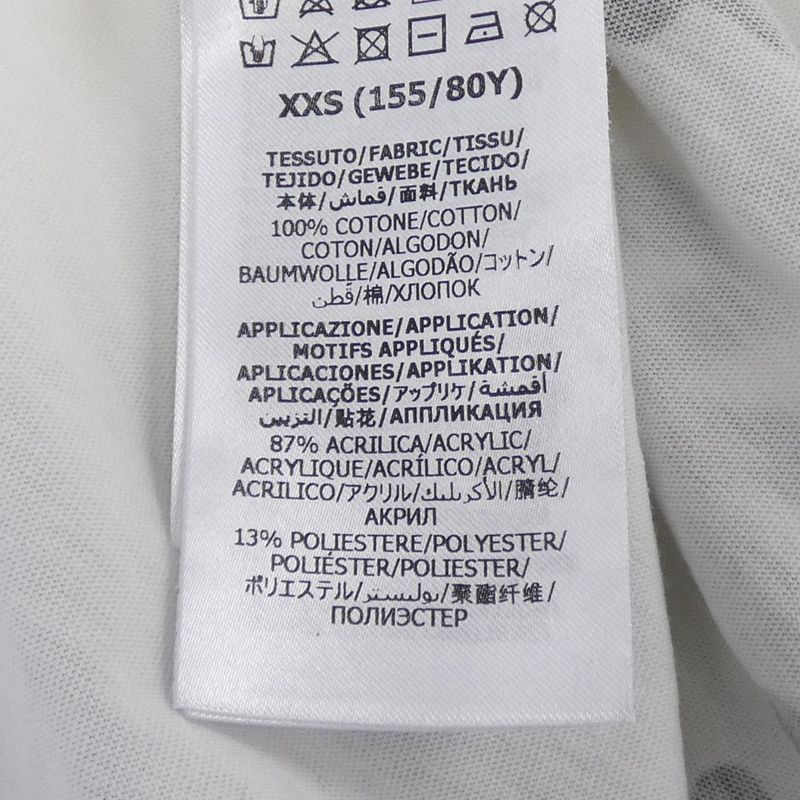 XXS (155/80Y)
TESSUTO/FABRIC/TISSU/
TEJIDO/GEWEBE/TECIDO/
本体/قماش/面料/ТКАНЬ
100% COTONE/COTTON/
COTON/ALGODON/
BAUMWOLLE/ALGODÃO/コットン/
قطن/棉/ХЛОПОК
APPLICAZIONE/APPLICATION/
MOTIFS APPLIQUÉS/
APLICACIONES/APPLIKATION/
APLICAÇÕES/アップリケ/أقمشة
التزيين/贴花/АППЛИКАЦИЯ
87% ACRILICA/ACRYLIC/
ACRYLIQUE/ACRÍLICO/ACRYL/
ACRILICO/アクリル/الأكريليك/腈纶/
АКРИЛ
13% POLIESTERE/POLYESTER/
POLIÉSTER/POLIESTER/
ポリエステル/بوليستر/聚酯纤维/
ПОЛИЭСТЕР